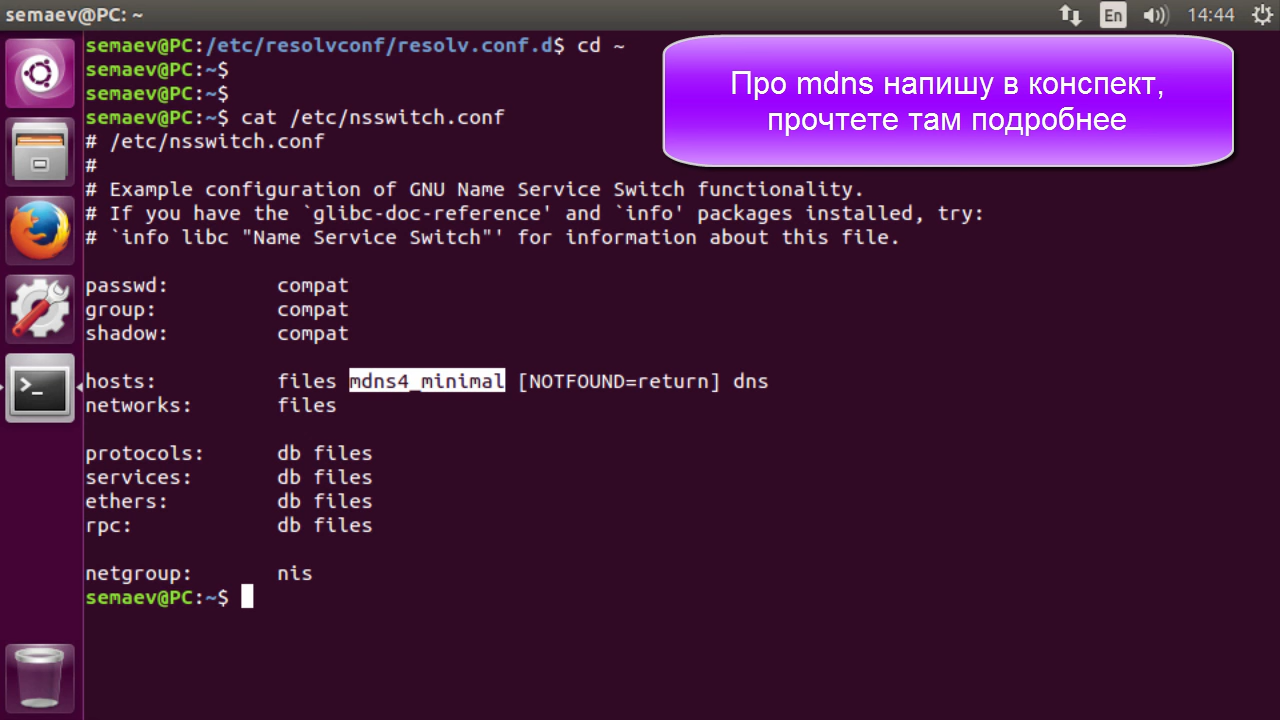 semaev@PC: ~
En
14:44
semaev@PC:/etc/resolvconf/resolv.conf.d$ cd ~
semaev@PC:~$
semaev@PC:~$
semaev@PC:~$ cat /etc/nsswitch.conf
# /etc/nsswitch.conf
#
# Example configuration of GNU Name Service Switch functionality.
# If you have the `glibc-doc-reference' and `info' packages installed, try:
# `info libc "Name Service Switch"' for information about this file.
passwd:         compat
group:          compat
shadow:         compat
hosts:          files mdns4_minimal [NOTFOUND=return] dns
networks:       files
protocols:      db files
services:       db files
ethers:         db files
rpc:            db files
netgroup:       nis
semaev@PC:~$
Про mdns напишу в конспект,
прочтете там подробнее